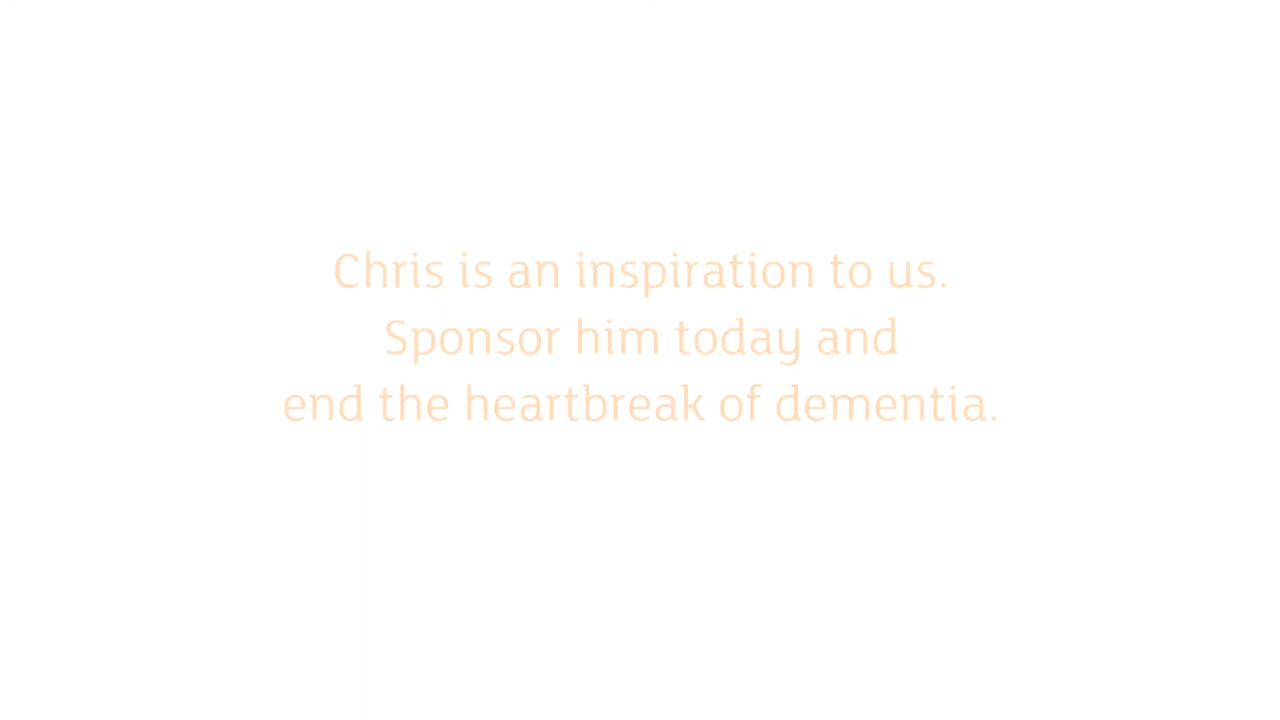 Chris is an inspiration to us.
Sponsor him today and
end the heartbreak of dementia.